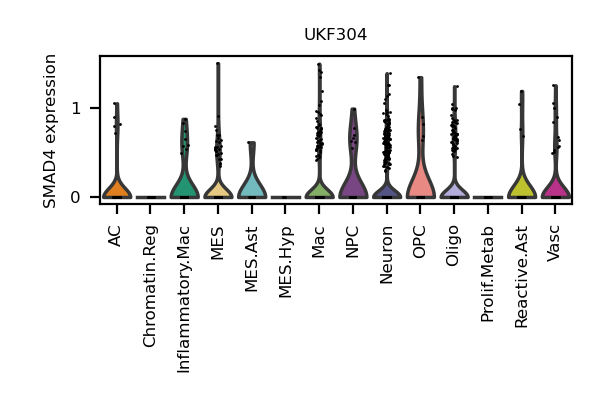 UKF304
SMAD4 expression
1
0
AC
Chromatin.Reg
Inflammatory.Mac
MES
MES.Ast
MES.Hyp
Mac
NPC
Neuron
OPC
Oligo
Prolif.Metab
Reactive.Ast
Vasc